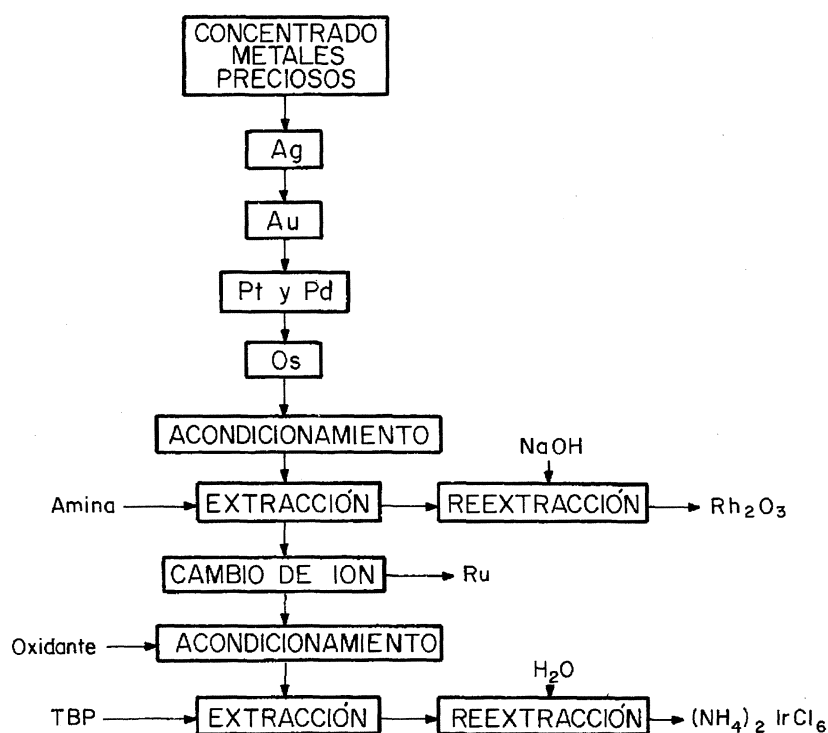 CONCENTRADO
METALES
PRECIOSOS
Ag
Au
Pt y Pd
Os
ACONDICIONAMIENTO
NaOH
Amina
EXTRACCIÓN
REEXTRACCIÓN
Rh₂O₃
CAMBIO DE ION
Ru
Oxidante
ACONDICIONAMIENTO
H₂O
TBP
EXTRACCIÓN
REEXTRACCIÓN
(NH₄)₂ IrCl₆